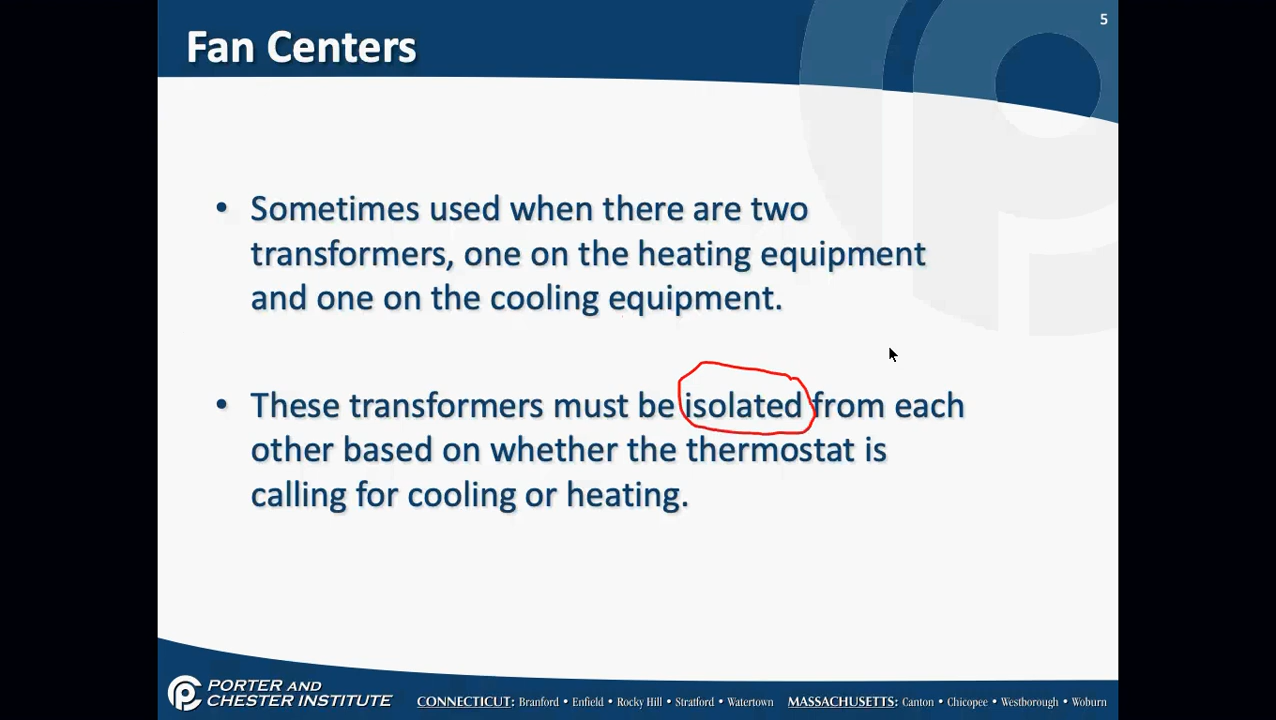 5
Fan Centers
• Sometimes used when there are two
transformers, one on the heating equipment
and one on the cooling equipment.
• These transformers must be isolated from each
other based on whether the thermostat is
calling for cooling or heating.
PORTER AND
CHESTER INSTITUTE
CONNECTICUT: Branford • Enfield • Rocky Hill • Stratford • Watertown MASSACHUSETTS: Canton • Chicopee • Westborough • Woburn